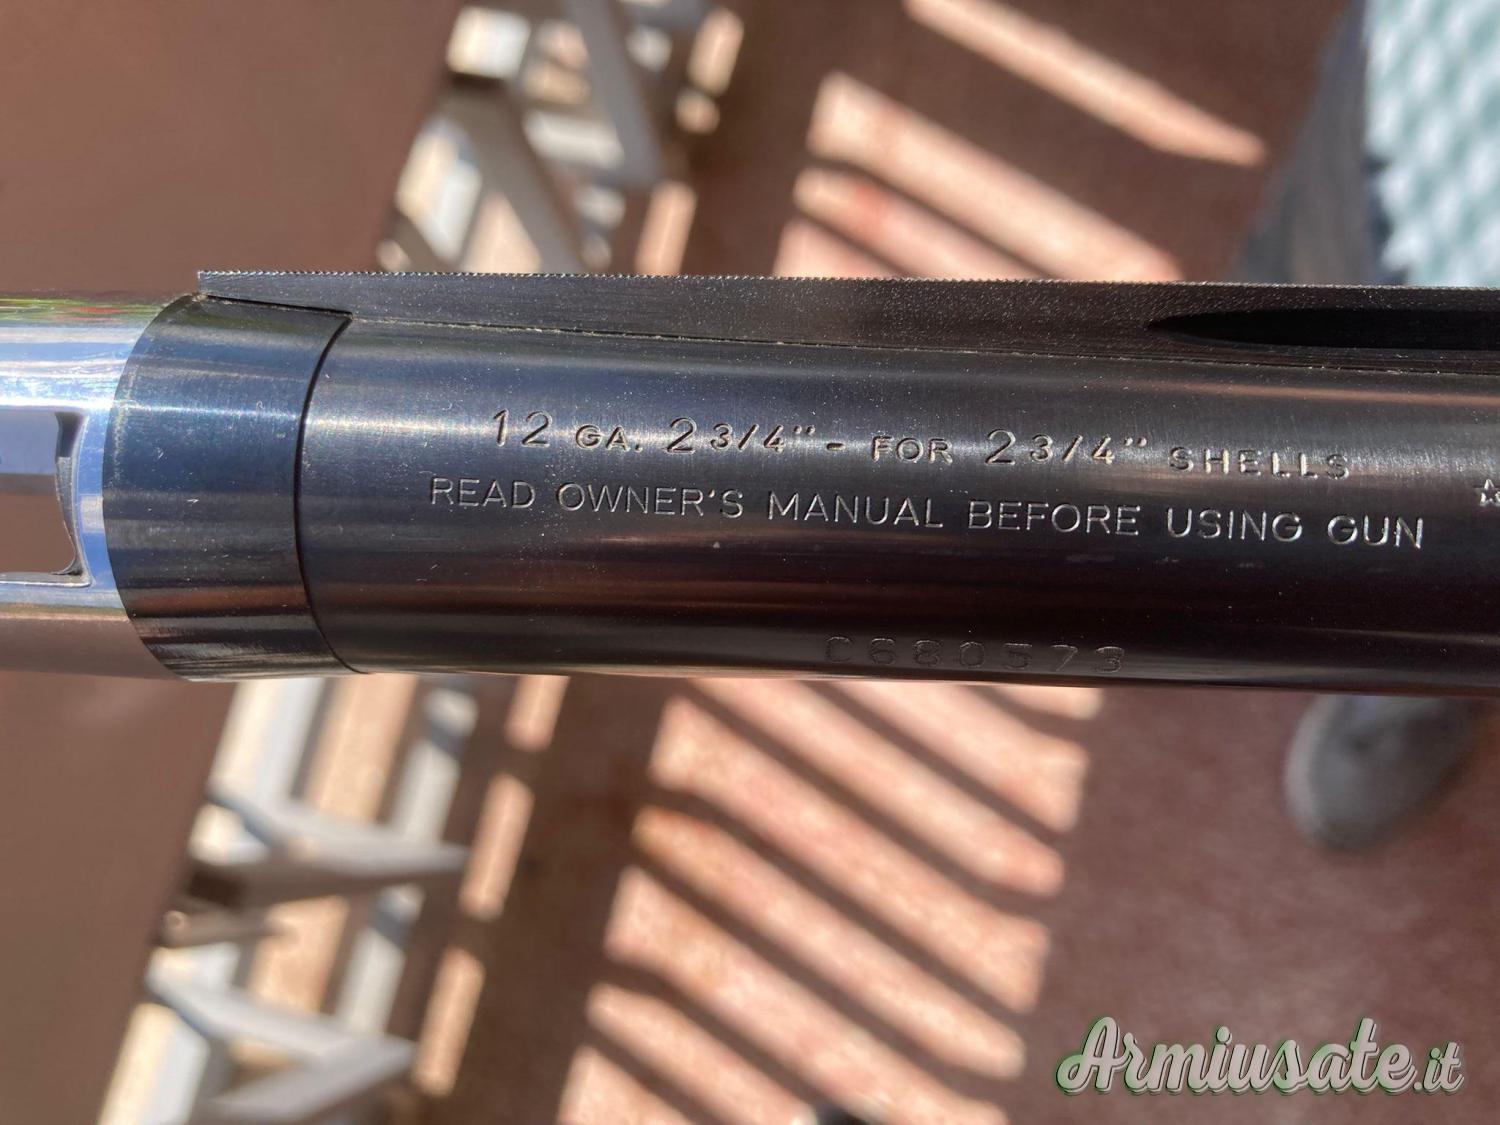 12 GA. 2 3/4" - FOR 2 3/4" SHELLS
READ OWNER'S MANUAL BEFORE USING GUN
C680573
Armiusate.it